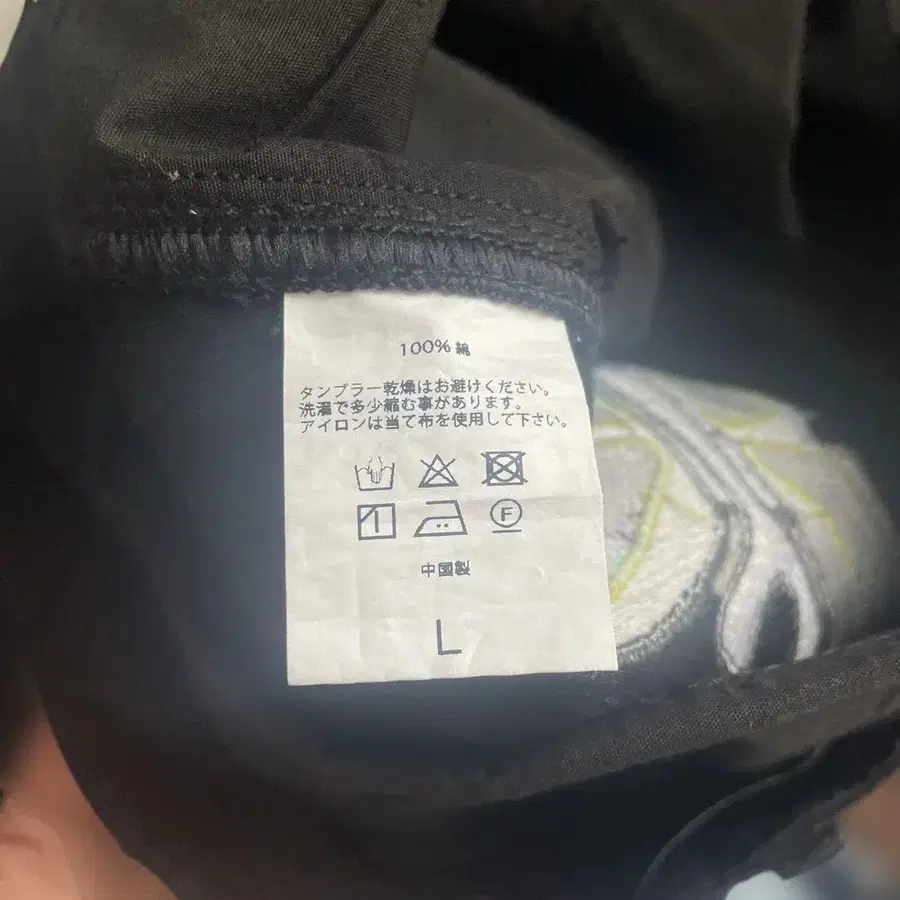 100% 綿
タンブラー乾燥はお避けください。
洗濯で多少縮む事があります。
アイロンは当て布を使用して下さい。
F
中国製
L